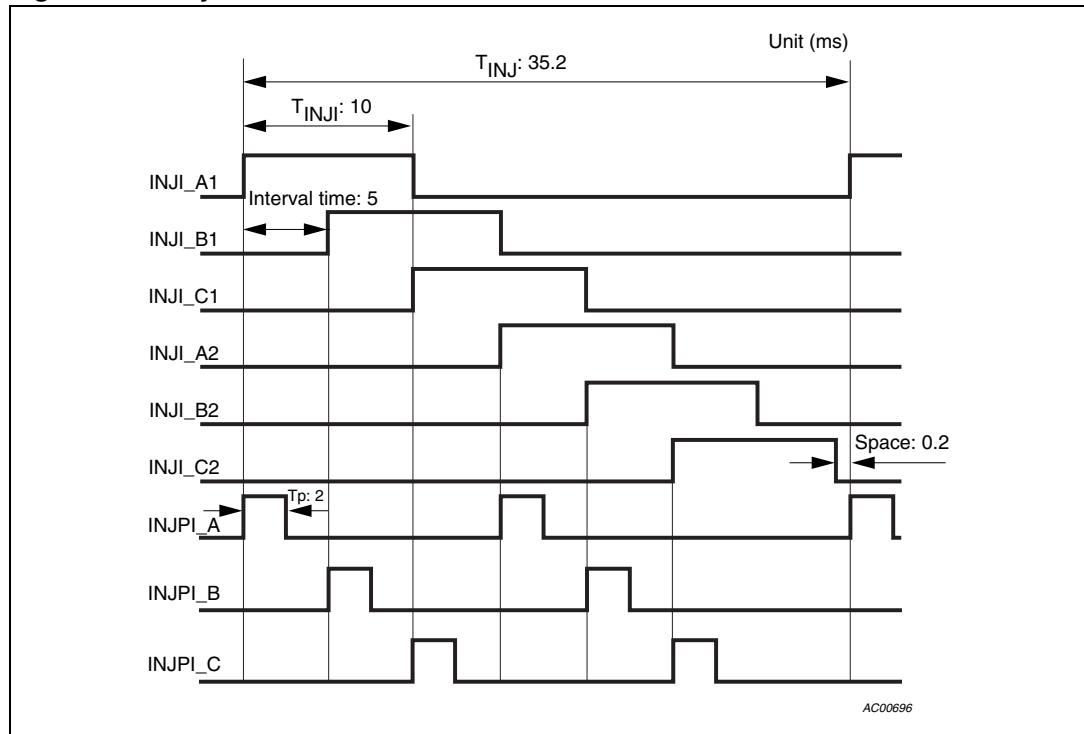 Unit (ms)
TINJ: 35.2
TINJI: 10
INJI_A1
Interval time: 5
INJI_B1
INJI_C1
INJI_A2
INJI_B2
INJI_C2
Space: 0.2
Tp: 2
INJPI_A
INJPI_B
INJPI_C
AC00696